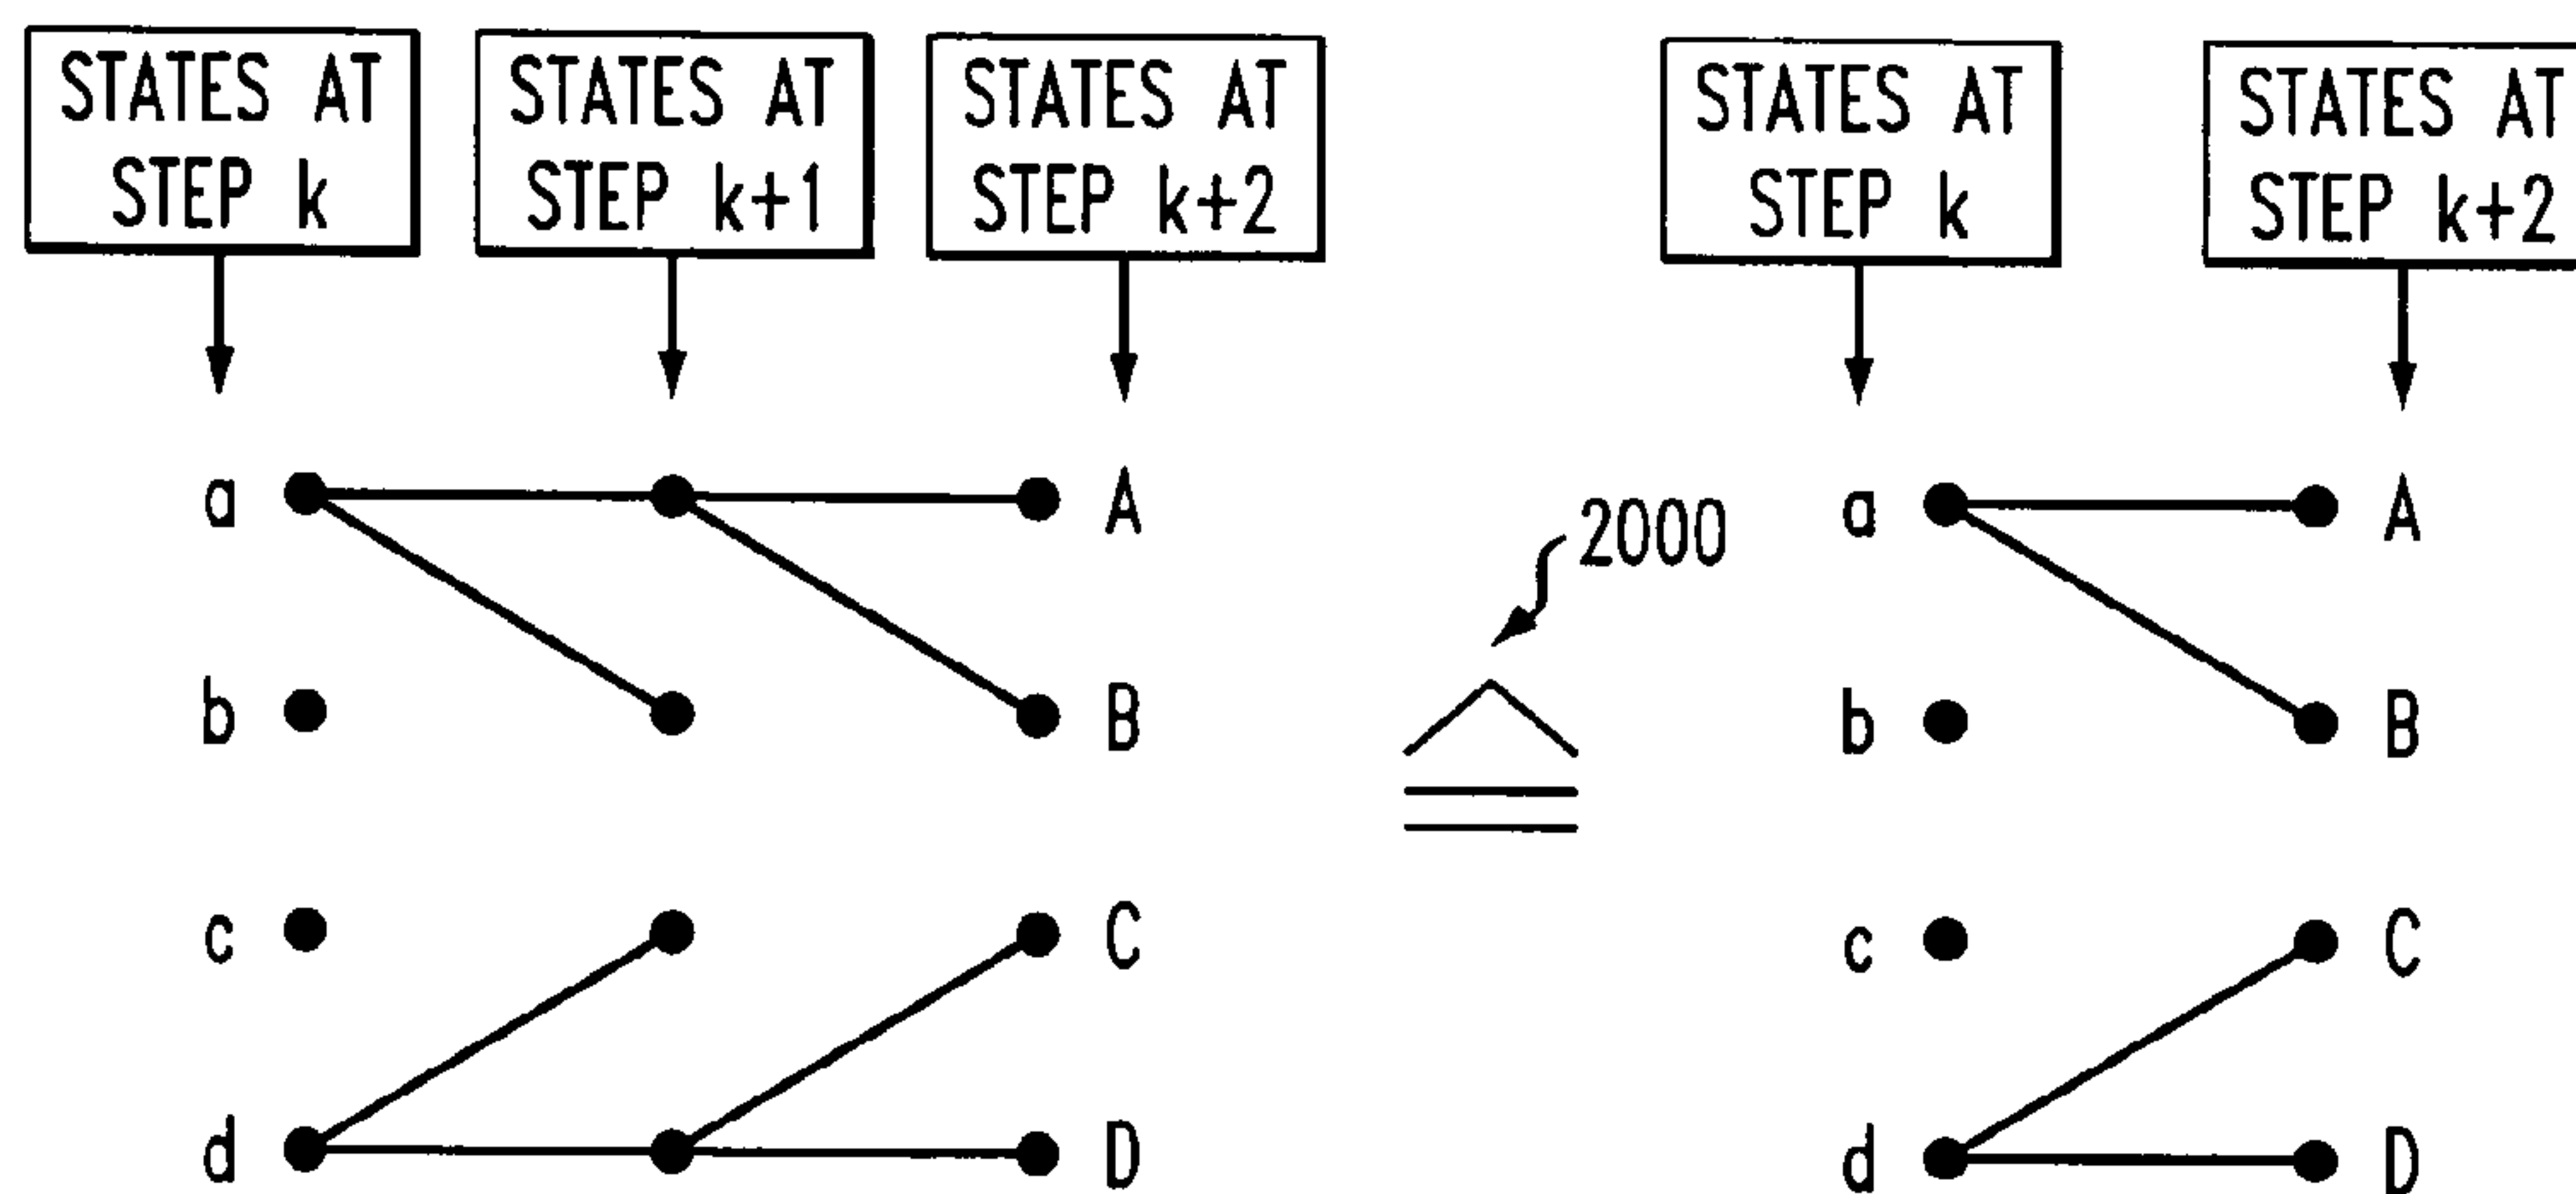 STATES AT
STEP k
STATES AT
STEP k+1
STATES AT
STEP k+2
STATES AT
STEP k
STATES AT
STEP k+2
a
A
2000
a
A
b
B
b
B
c
C
c
C
d
D
d
D